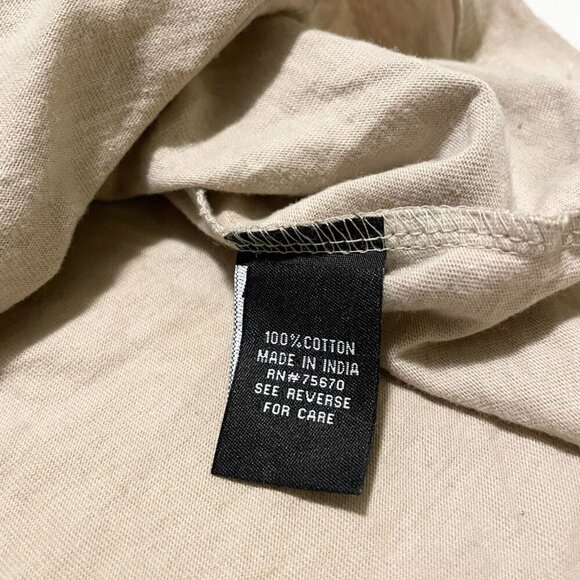 100% COTTON
MADE IN INDIA
RN#75670
SEE REVERSE
FOR CARE